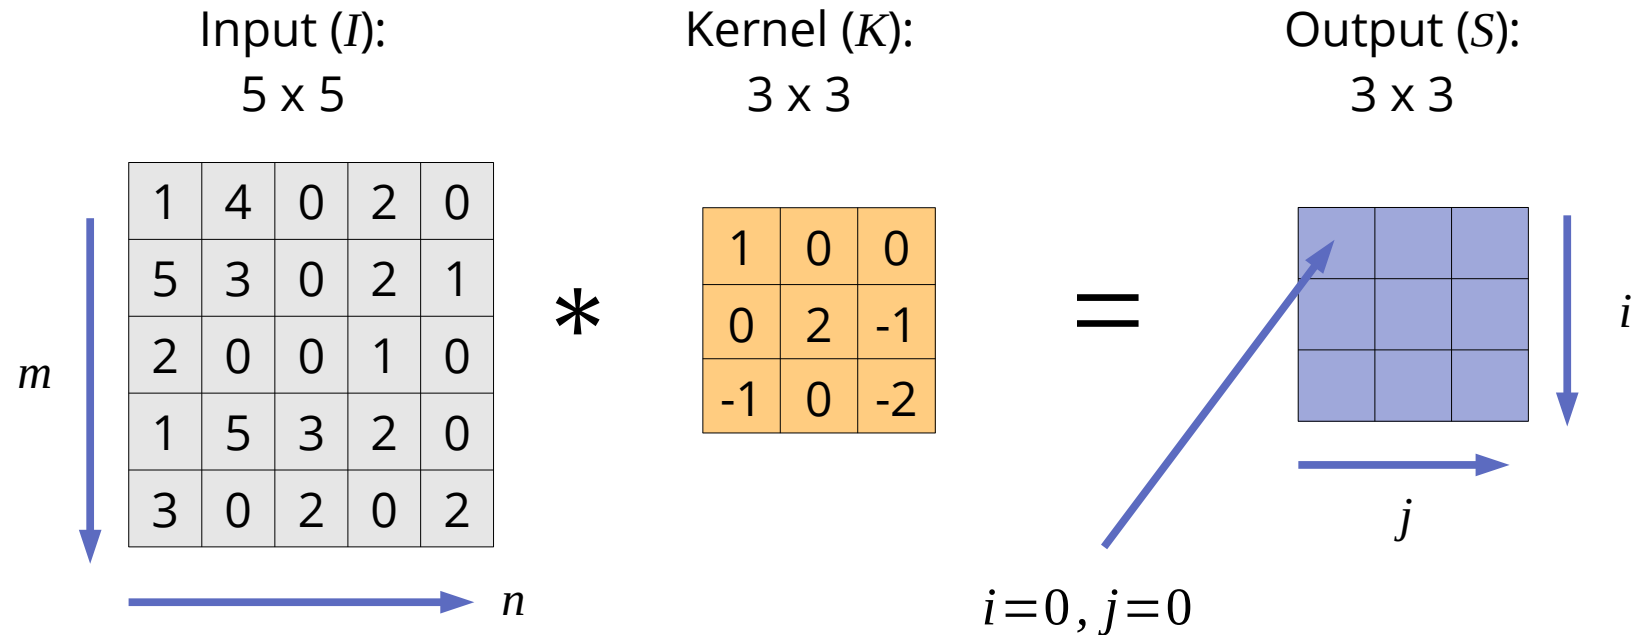 Input (I):
5 x 5
Kernel (K):
3 x 3
Output (S):
3 x 3
1 4 0 2 0
5 3 0 2 1
2 0 0 1 0
1 5 3 2 0
3 0 2 0 2
m
n
*
1 0 0
0 2 -1
-1 0 -2
=
i
j
i=0, j=0